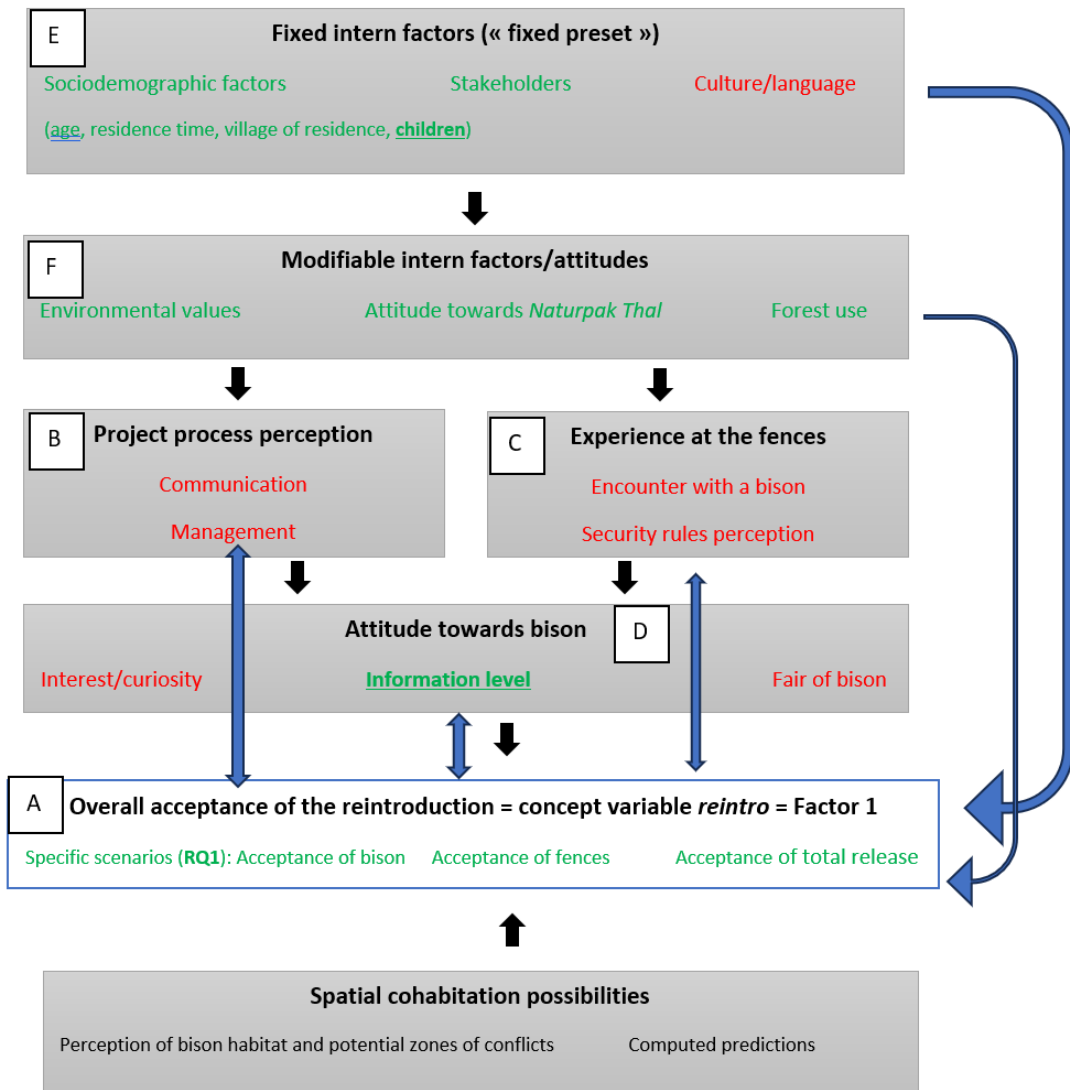 E
Fixed intern factors (« fixed preset »)
Sociodemographic factors Stakeholders Culture/language
(age, residence time, village of residence, children)
F
Modifiable intern factors/attitudes
Environmental values Attitude towards Naturpak Thal Forest use
B
Project process perception
Communication
Management
C
Experience at the fences
Encounter with a bison
Security rules perception
Attitude towards bison
D
Interest/curiosity Information level Fair of bison
A
Overall acceptance of the reintroduction = concept variable reintro = Factor 1
Specific scenarios (RQ1): Acceptance of bison Acceptance of fences Acceptance of total release
Spatial cohabitation possibilities
Perception of bison habitat and potential zones of conflicts Computed predictions